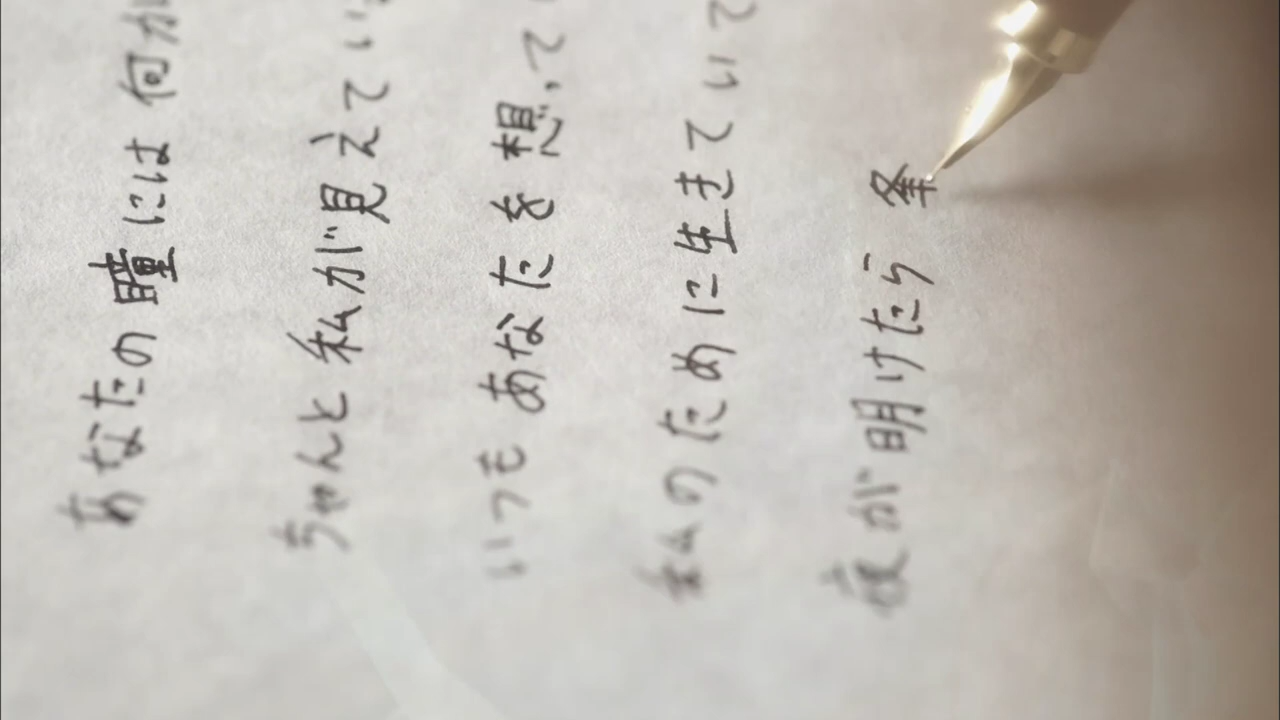 あなたの瞳には何が
ちゃんと私が見えてい
いつもあなたを想って
私のために生きていて
夜が明けたら